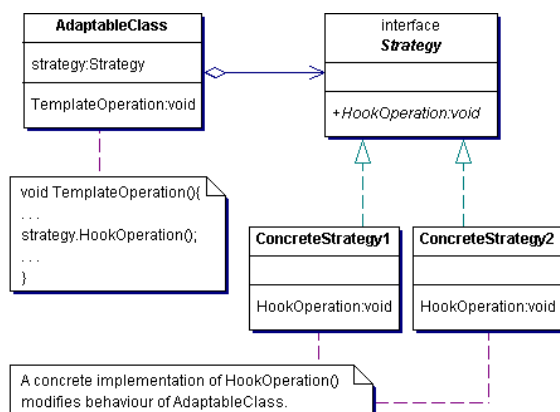 AdaptableClass
strategy:Strategy
TemplateOperation:void
interface
Strategy
+HookOperation:void
void TemplateOperation(){
. . .
strategy.HookOperation();
. . .
}
ConcreteStrategy1
HookOperation:void
ConcreteStrategy2
HookOperation:void
A concrete implementation of HookOperation()
modifies behaviour of AdaptableClass.